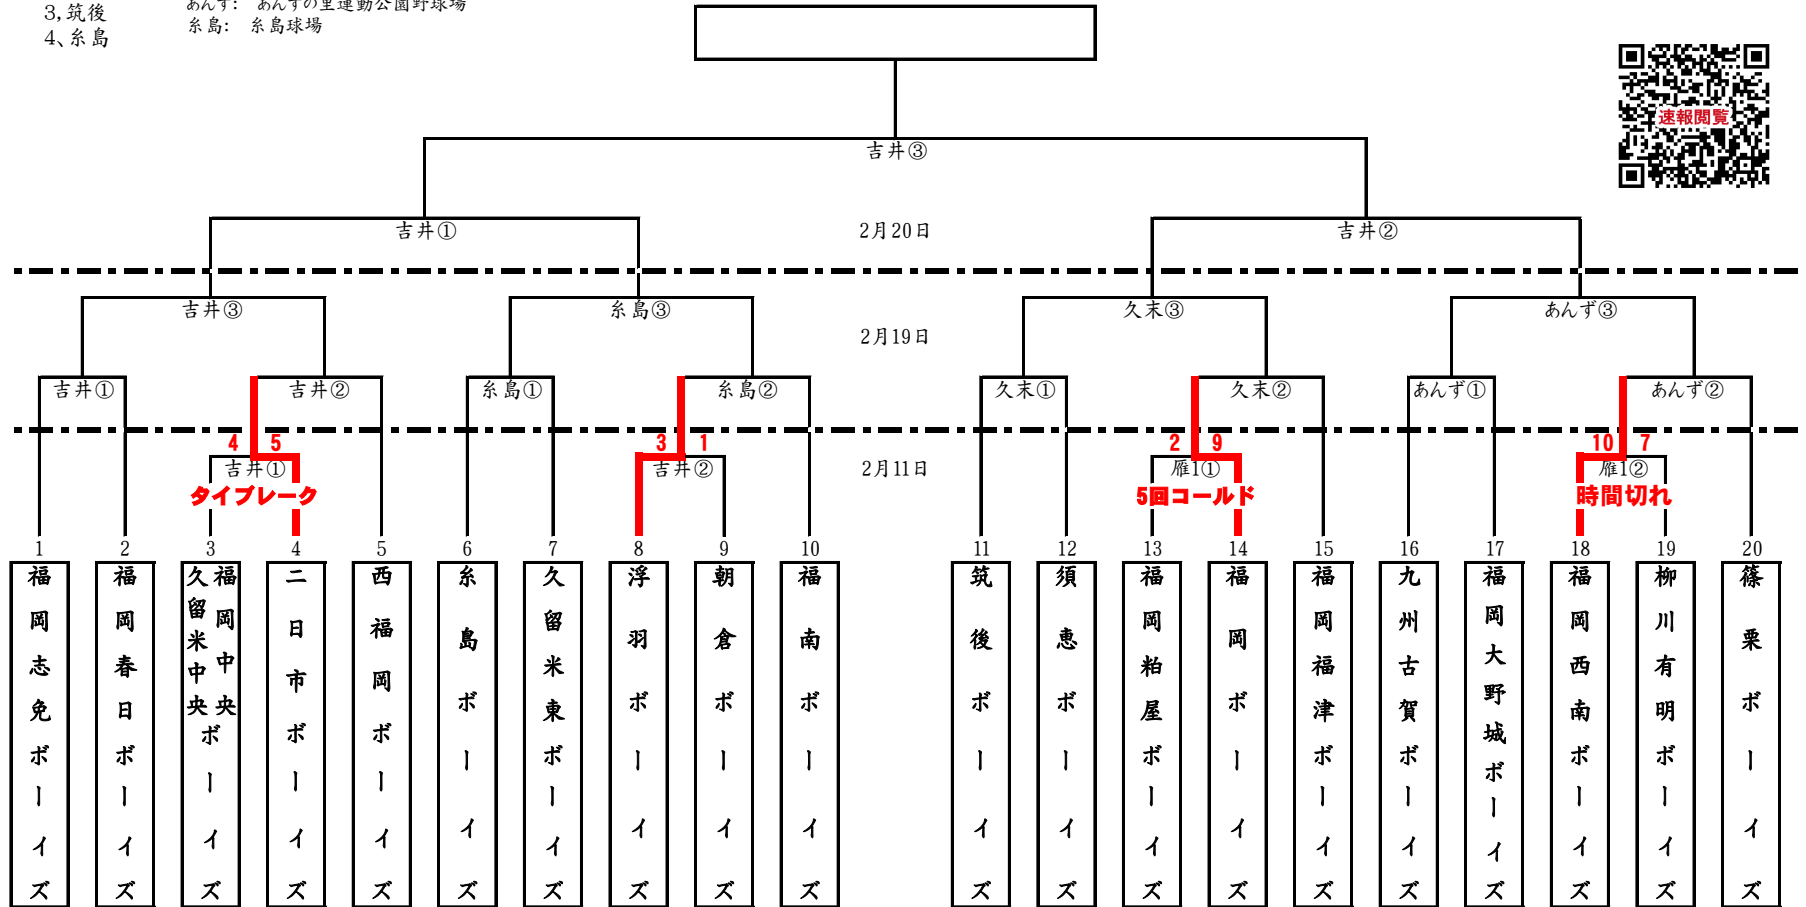 3,筑後
あんず: あんずの里運動公園野球場
4、糸島
糸島: 糸島球場
速報閲覧
吉井③
吉井①
2月20日
吉井②
吉井③
糸島③
久末③
あんず③
2月19日
吉井①
吉井②
糸島①
糸島②
久末①
久末②
あんず①
あんず②
4 5
3 1
2 9
10 7
吉井①
吉井②
2月11日
雁1①
雁1②
タイブレーク
5回コールド
時間切れ
1 2 3 4 5 6 7 8 9 10 11 12 13 14 15 16 17 18 19 20
福岡志免ボーイズ
福岡春日ボーイズ
福岡中央
久留米中央
ボーイズ
二日市ボーイズ
西福岡ボーイズ
糸島ボーイズ
久留米東ボーイズ
浮羽ボーイズ
朝倉ボーイズ
福南ボーイズ
筑後ボーイズ
須恵ボーイズ
福岡粕屋ボーイズ
福岡ボーイズ
福岡福津ボーイズ
九州古賀ボーイズ
福岡大野城ボーイズ
福岡西南ボーイズ
柳川有明ボーイズ
篠栗ボーイズ